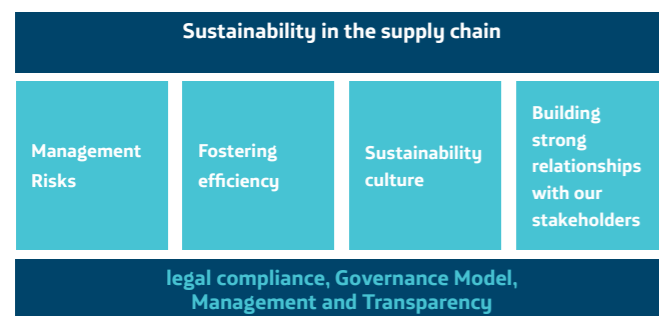 Sustainability in the supply chain
Management
Risks
Fostering
efficiency
Sustainability
culture
Building
strong
relationships
with our
stakeholders
legal compliance, Governance Model,
Management and Transparency